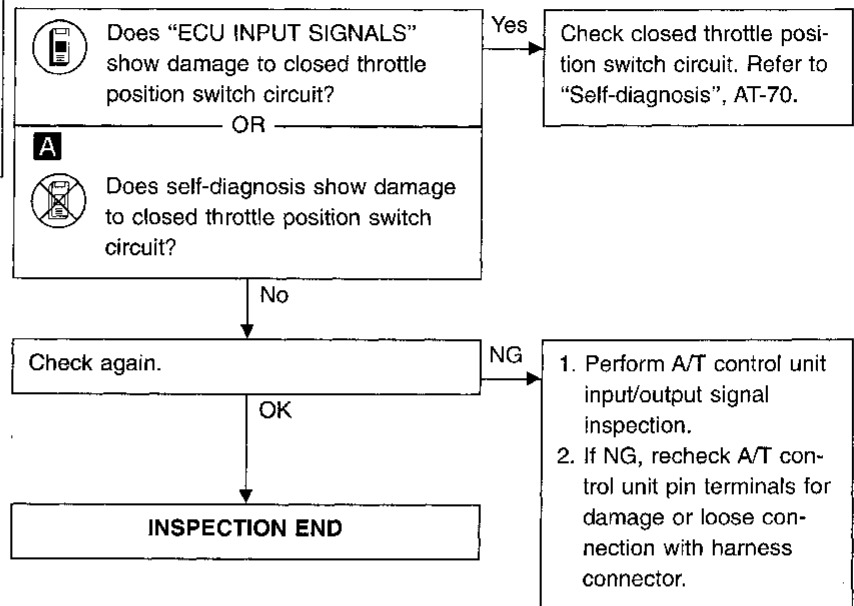 Does “ECU INPUT SIGNALS”
show damage to closed throttle
position switch circuit?
Yes
Check closed throttle posi-
tion switch circuit. Refer to
“Self-diagnosis”, AT-70.
OR
A
Does self-diagnosis show damage
to closed throttle position switch
circuit?
No
Check again.
NG
1. Perform A/T control unit
input/output signal
inspection.
2. If NG, recheck A/T con-
trol unit pin terminals for
damage or loose con-
nection with harness
connector.
OK
INSPECTION END